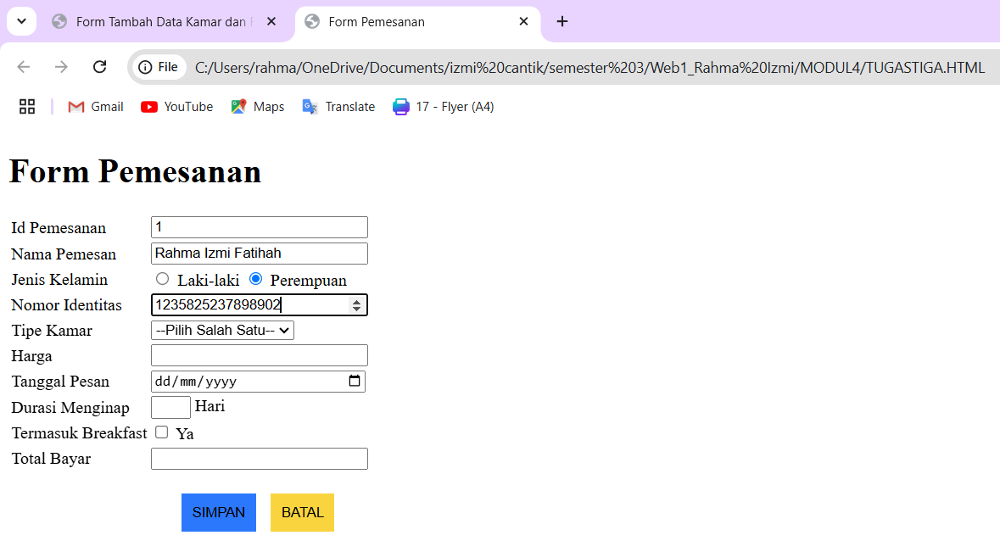 Form Tambah Data Kamar dan
Form Pemesanan
File
C:/Users/rahma/OneDrive/Documents/izmi%20cantik/semester%203/Web1_Rahma%20Izmi/MODUL4/TUGASTIGA.HTML
Gmail
YouTube
Maps
Translate
17 - Flyer (A4)
Form Pemesanan
Id Pemesanan 1
Nama Pemesan Rahma Izmi Fatihah
Jenis Kelamin Laki-laki Perempuan
Nomor Identitas 1235825237898902
Tipe Kamar --Pilih Salah Satu--
Harga
Tanggal Pesan dd/mm/yyyy
Durasi Menginap Hari
Termasuk Breakfast Ya
Total Bayar
SIMPAN BATAL